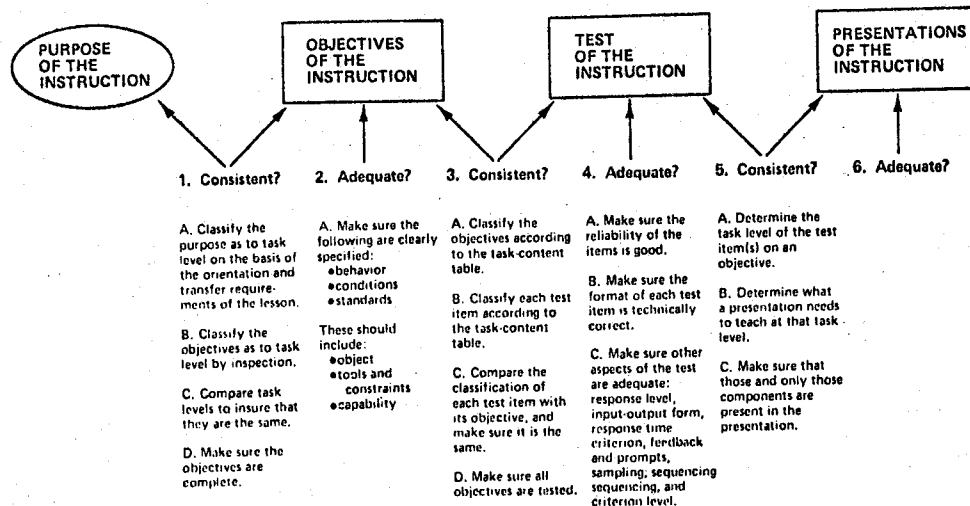 PURPOSE
OF THE
INSTRUCTION
OBJECTIVES
OF THE
INSTRUCTION
TEST
OF THE
INSTRUCTION
PRESENTATIONS
OF THE
INSTRUCTION
1. Consistent?
2. Adequate?
3. Consistent?
4. Adequate?
5. Consistent?
6. Adequate?
A. Classify the
purpose as to task
level on the basis of
the orientation and
transfer require-
ments of the lesson.
B. Classify the
objectives as to task
level by inspection.
C. Compare task
levels to insure that
they are the same.
D. Make sure the
objectives are
complete.
A. Make sure the
following are clearly
specified:
●behavior
●conditions
●standards
These should
include:
●object
●tools and
constraints
●capability
A. Classify the
objectives according
to the task-content
table.
B. Classify each test
item according to
the task-content
table.
C. Compare the
classification of
each test item with
its objective, and
make sure it is the
same.
D. Make sure all
objectives are tested.
A. Make sure the
reliability of the
items is good.
B. Make sure the
format of each test
item is technically
correct.
C. Make sure other
aspects of the test
are adequate:
response level,
input-output form,
response time
criterion, feedback
and prompts,
sampling; sequencing
sequencing, and
criterion level.
A. Determine the
task level of the test
item(s) on an
objective.
B. Determine what
a presentation needs
to teach at that task
level.
C. Make sure that
those and only those
components are
present in the
presentation.